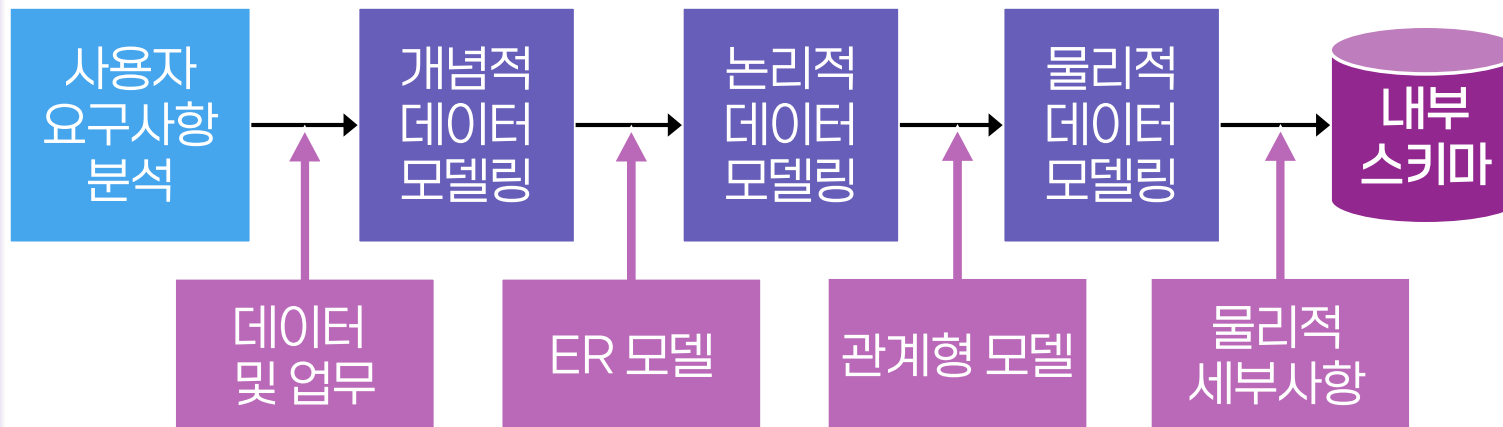 사용자
요구사항
분석
개념적
데이터
모델링
논리적
데이터
모델링
물리적
데이터
모델링
내부
스키마
데이터
및 업무
ER 모델
관계형 모델
물리적
세부사항